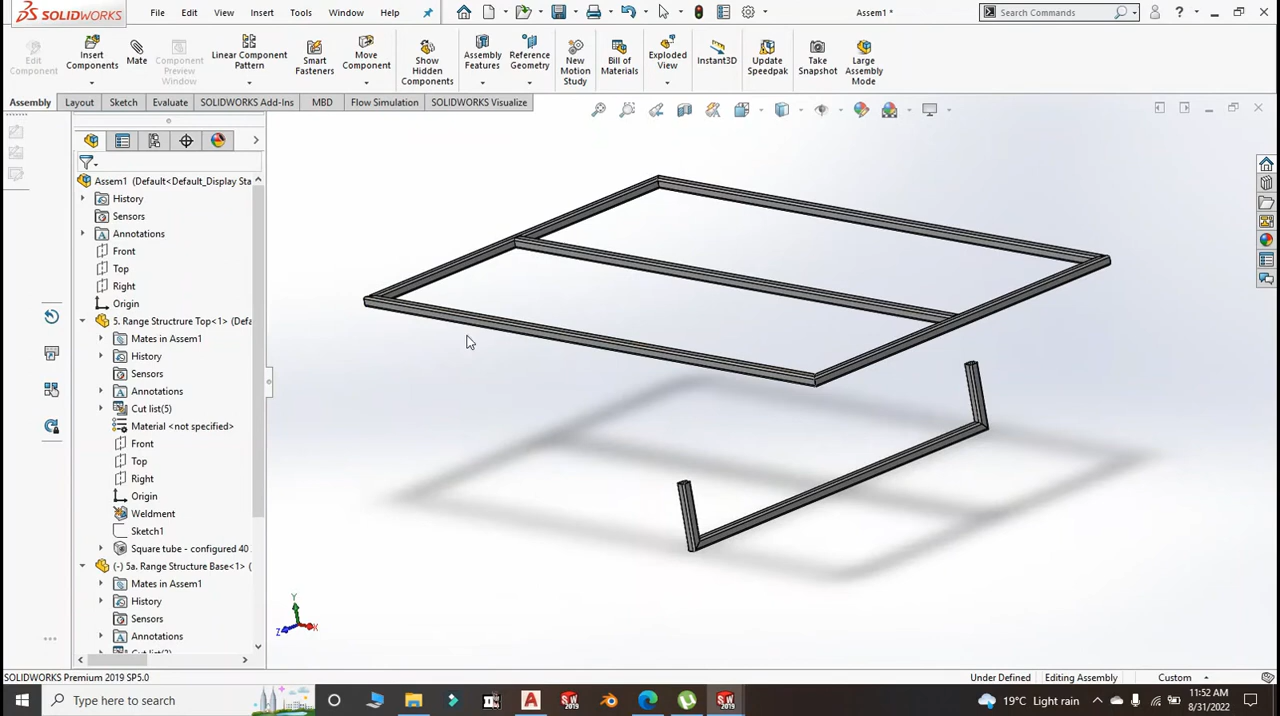 SOLIDWORKS
File Edit View Insert Tools Window Help
Assem1 *
Search Commands
Edit Component
Insert Components
Mate
Component Preview Window
Linear Component Pattern
Smart Fasteners
Move Component
Show Hidden Components
Assembly Features
Reference Geometry
New Motion Study
Bill of Materials
Exploded View
Instant3D
Update Speedpak
Take Snapshot
Large Assembly Mode
Assembly Layout Sketch Evaluate SOLIDWORKS Add-Ins MBD Flow Simulation SOLIDWORKS Visualize
Assem1 (Default<Default_Display Sta
History
Sensors
Annotations
Front
Top
Right
Origin
5. Range Structrure Top<1> (Defa
Mates in Assem1
History
Sensors
Annotations
Cut list(5)
Material <not specified>
Front
Top
Right
Origin
Weldment
Sketch1
Square tube - configured 40
(-) 5a. Range Structure Base<1> (
Mates in Assem1
History
Sensors
Annotations
Y
Z X
SOLIDWORKS Premium 2019 SP5.0
Under Defined Editing Assembly Custom
Type here to search
19°C Light rain
11:52 AM
8/31/2022